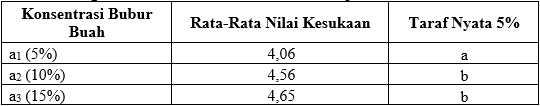 Konsentrasi Bubur Buah Rata-Rata Nilai Kesukaan Taraf Nyata 5%
a1 (5%) 4,06 a
a2 (10%) 4,56 b
a3 (15%) 4,65 b